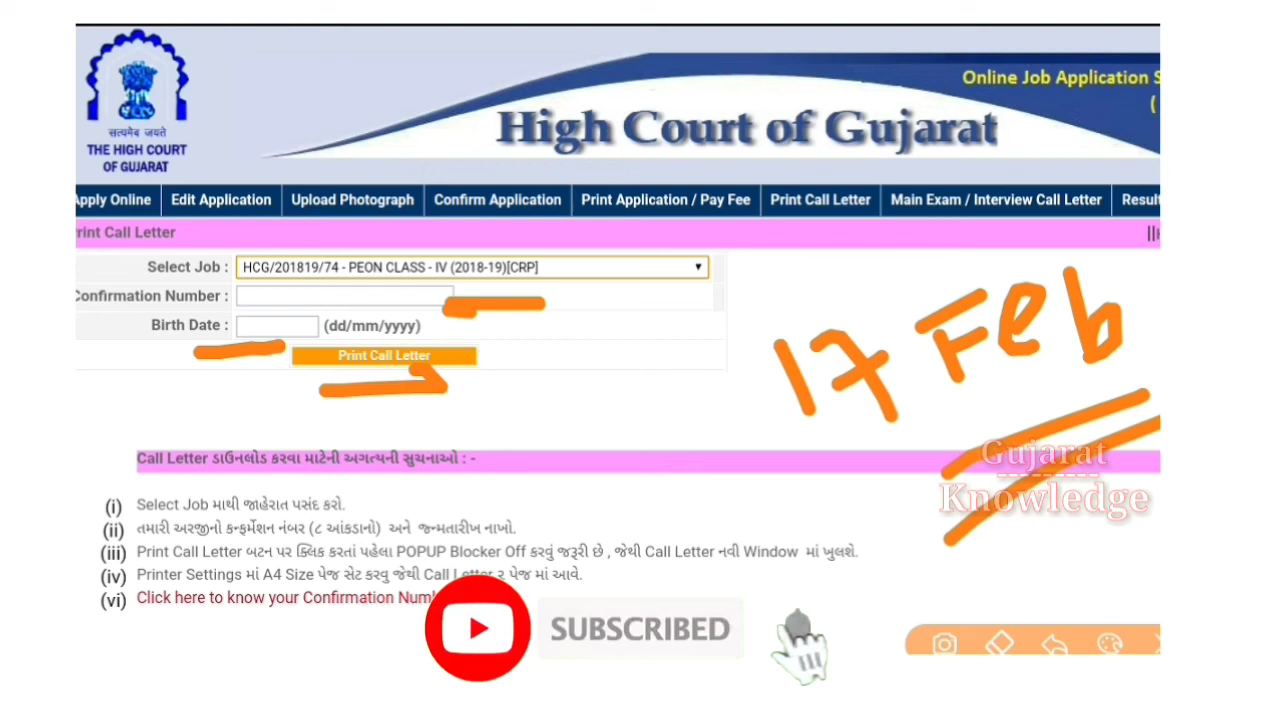 Online Job Application S
(
High Court of Gujarat
सत्यमेव जयते
THE HIGH COURT
OF GUJARAT
Apply Online Edit Application Upload Photograph Confirm Application Print Application / Pay Fee Print Call Letter Main Exam / Interview Call Letter Result
Print Call Letter
Select Job : HCG/201819/74 - PEON CLASS - IV (2018-19)[CRP]
Confirmation Number :
Birth Date : (dd/mm/yyyy)
Print Call Letter
17 Feb
Call Letter ડાઉનલોડ કરવા માટેની અગત્યની સુચનાઓ : -
Gujarat
Knowledge
(i) Select Job માથી જાહેરાત પસંદ કરો.
(ii) તમારી અરજીનો કન્ફર્મેશન નંબર (૮ આંકડાનો) અને જન્મતારીખ નાખો.
(iii) Print Call Letter બટન પર ક્લિક કરતાં પહેલા POPUP Blocker Off કરવું જરૂરી છે , જેથી Call Letter નવી Window માં ખુલશે.
(iv) Printer Settings માં A4 Size પેજ સેટ કરવુ જેથી Call Letter ૨ પેજ માં આવે.
(vi) Click here to know your Confirmation Num
SUBSCRIBED